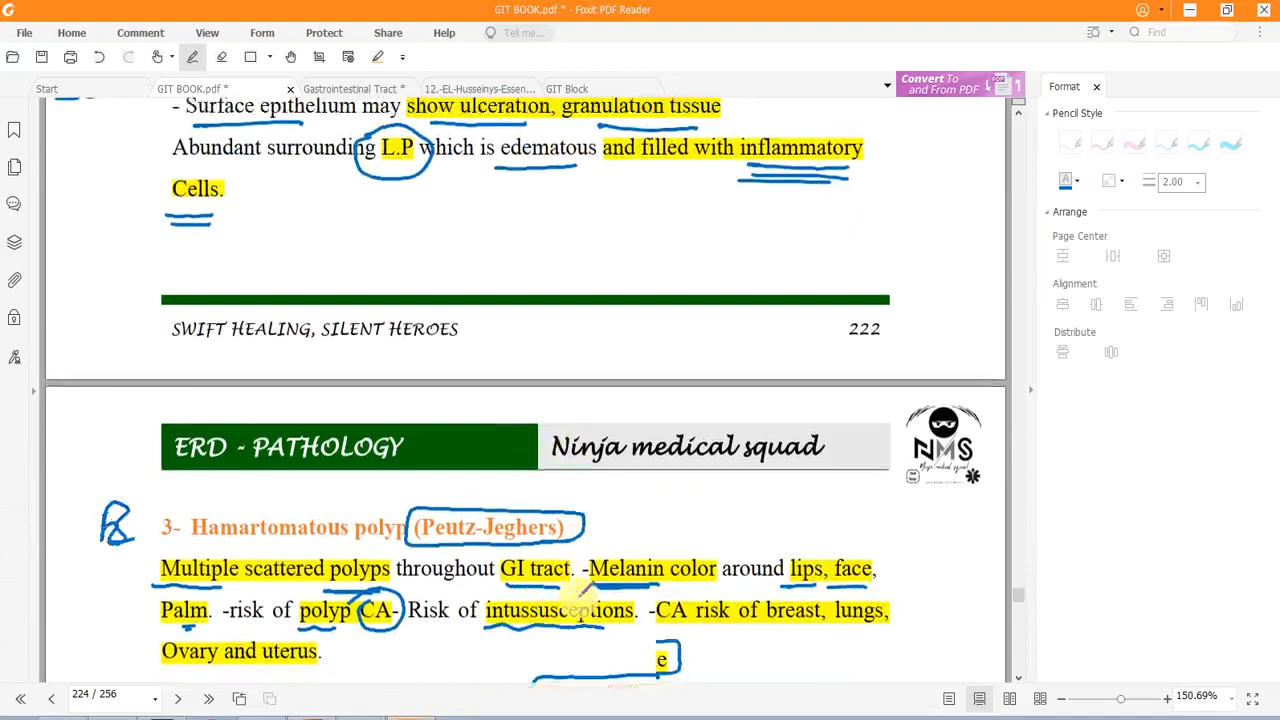 GIT BOOK.pdf * - Foxit PDF Reader
File Home Comment View Form Protect Share Help Tell me... Find
Start GIT BOOK.pdf * Gastrointestinal Tract * 12.-EL-Husseinys-Essen... GIT Block
Convert To
and From PDF
- Surface epithelium may show ulceration, granulation tissue
Abundant surrounding L.P which is edematous and filled with inflammatory
Cells.
SWIFT HEALING, SILENT HEROES 222
ERD - PATHOLOGY Ninja medical squad
NMS
Ninja medical squad
3- Hamartomatous polyp (Peutz-Jeghers)
Multiple scattered polyps throughout GI tract. -Melanin color around lips, face,
Palm. -risk of polyp CA- Risk of intussusceptions. -CA risk of breast, lungs,
Ovary and uterus.
e
Format
Pencil Style
2.00
Arrange
Page Center
Alignment
Distribute
224 / 256
150.69%